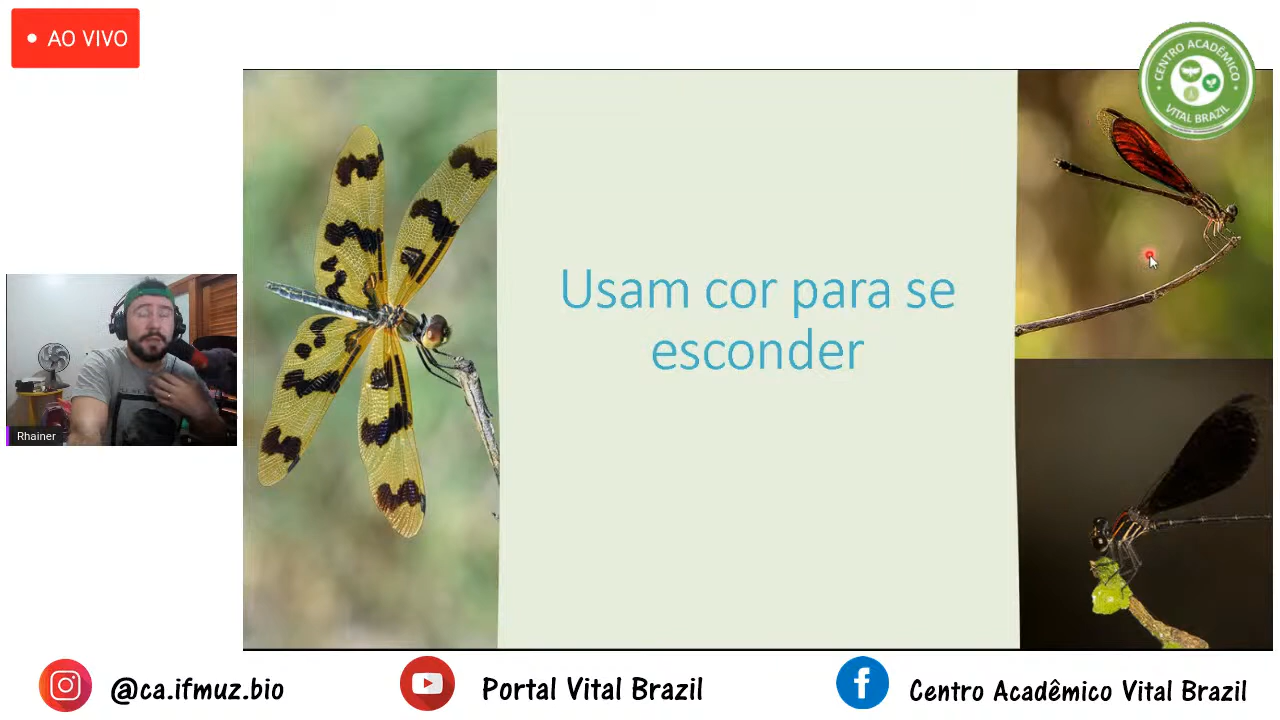 AO VIVO
CENTRO ACADÊMICO
VITAL BRAZIL
Usam cor para se
esconder
Rhainer
@ca.ifmuz.bio
Portal Vital Brazil
Centro Acadêmico Vital Brazil